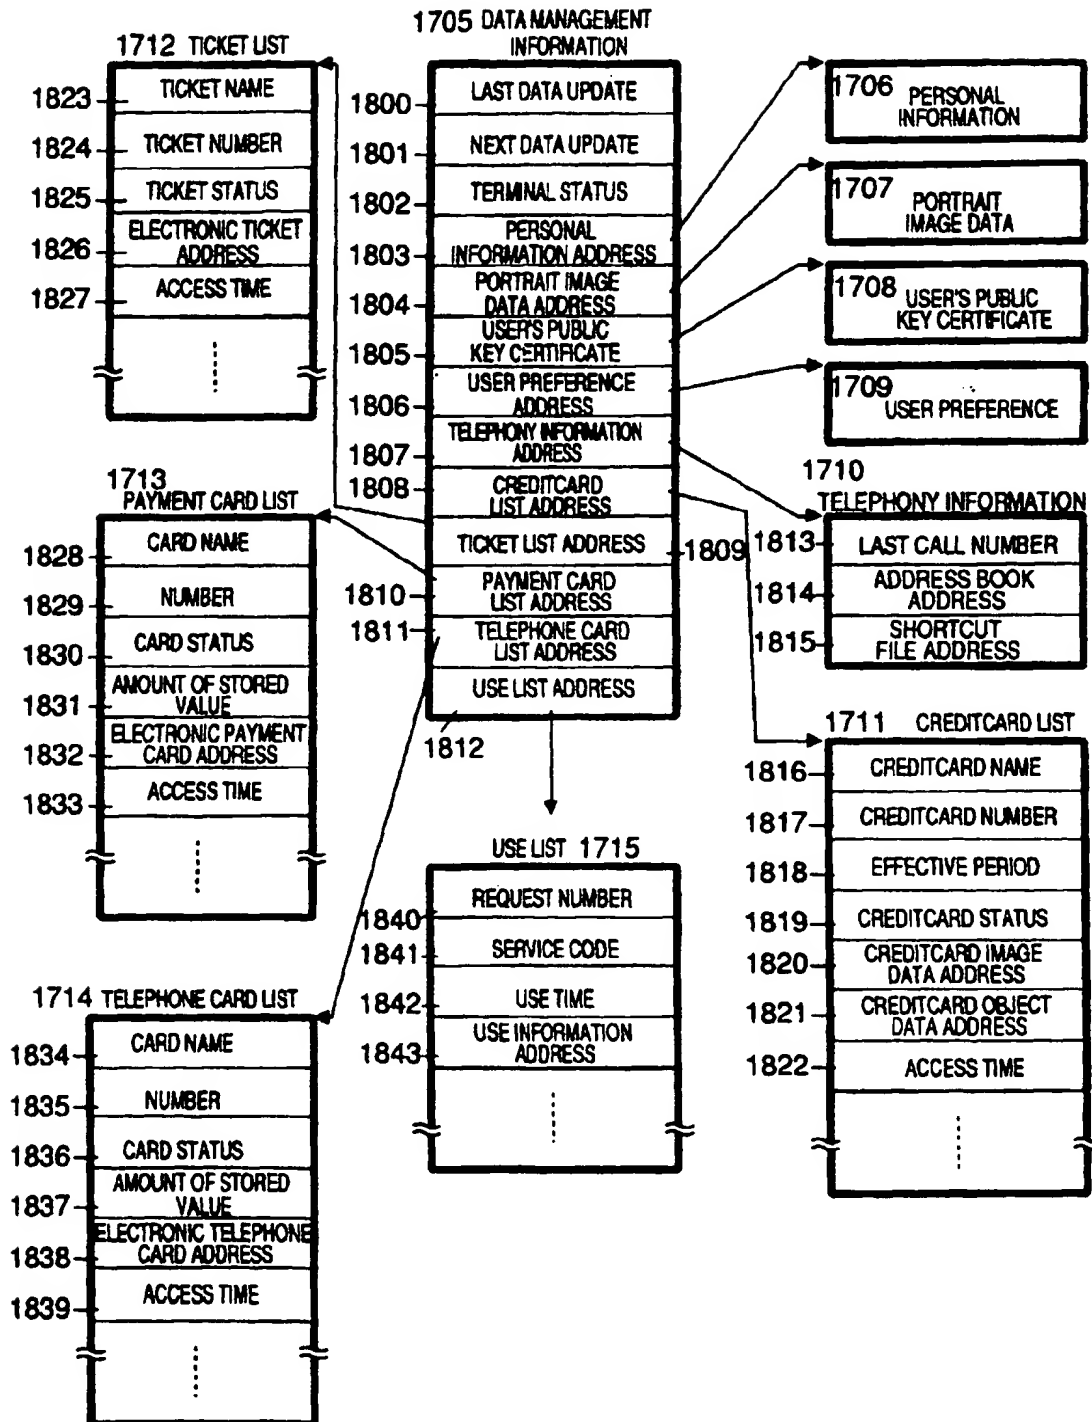 1705 DATA MANAGEMENT
INFORMATION
1800 LAST DATA UPDATE
1801 NEXT DATA UPDATE
1802 TERMINAL STATUS
1803 PERSONAL
INFORMATION ADDRESS
1804 PORTRAIT IMAGE
DATA ADDRESS
1805 USER'S PUBLIC
KEY CERTIFICATE
1806 USER PREFERENCE
ADDRESS
1807 TELEPHONY INFORMATION
ADDRESS
1808 CREDITCARD
LIST ADDRESS
TICKET LIST ADDRESS 1809
1810 PAYMENT CARD
LIST ADDRESS
1811 TELEPHONE CARD
LIST ADDRESS
USE LIST ADDRESS
1812
1712 TICKET LIST
1823 TICKET NAME
1824 TICKET NUMBER
1825 TICKET STATUS
1826 ELECTRONIC TICKET
ADDRESS
1827 ACCESS TIME
1713
PAYMENT CARD LIST
1828 CARD NAME
1829 NUMBER
1830 CARD STATUS
1831 AMOUNT OF STORED
VALUE
1832 ELECTRONIC PAYMENT
CARD ADDRESS
1833 ACCESS TIME
1714 TELEPHONE CARD LIST
1834 CARD NAME
1835 NUMBER
1836 CARD STATUS
1837 AMOUNT OF STORED
VALUE
1838 ELECTRONIC TELEPHONE
CARD ADDRESS
1839 ACCESS TIME
USE LIST 1715
1840 REQUEST NUMBER
1841 SERVICE CODE
1842 USE TIME
1843 USE INFORMATION
ADDRESS
1706 PERSONAL
INFORMATION
1707 PORTRAIT
IMAGE DATA
1708 USER'S PUBLIC
KEY CERTIFICATE
1709 USER PREFERENCE
1710
TELEPHONY INFORMATION
1813 LAST CALL NUMBER
1814 ADDRESS BOOK
ADDRESS
1815 SHORTCUT
FILE ADDRESS
1711 CREDITCARD LIST
1816 CREDITCARD NAME
1817 CREDITCARD NUMBER
1818 EFFECTIVE PERIOD
1819 CREDITCARD STATUS
1820 CREDITCARD IMAGE
DATA ADDRESS
1821 CREDITCARD OBJECT
DATA ADDRESS
1822 ACCESS TIME